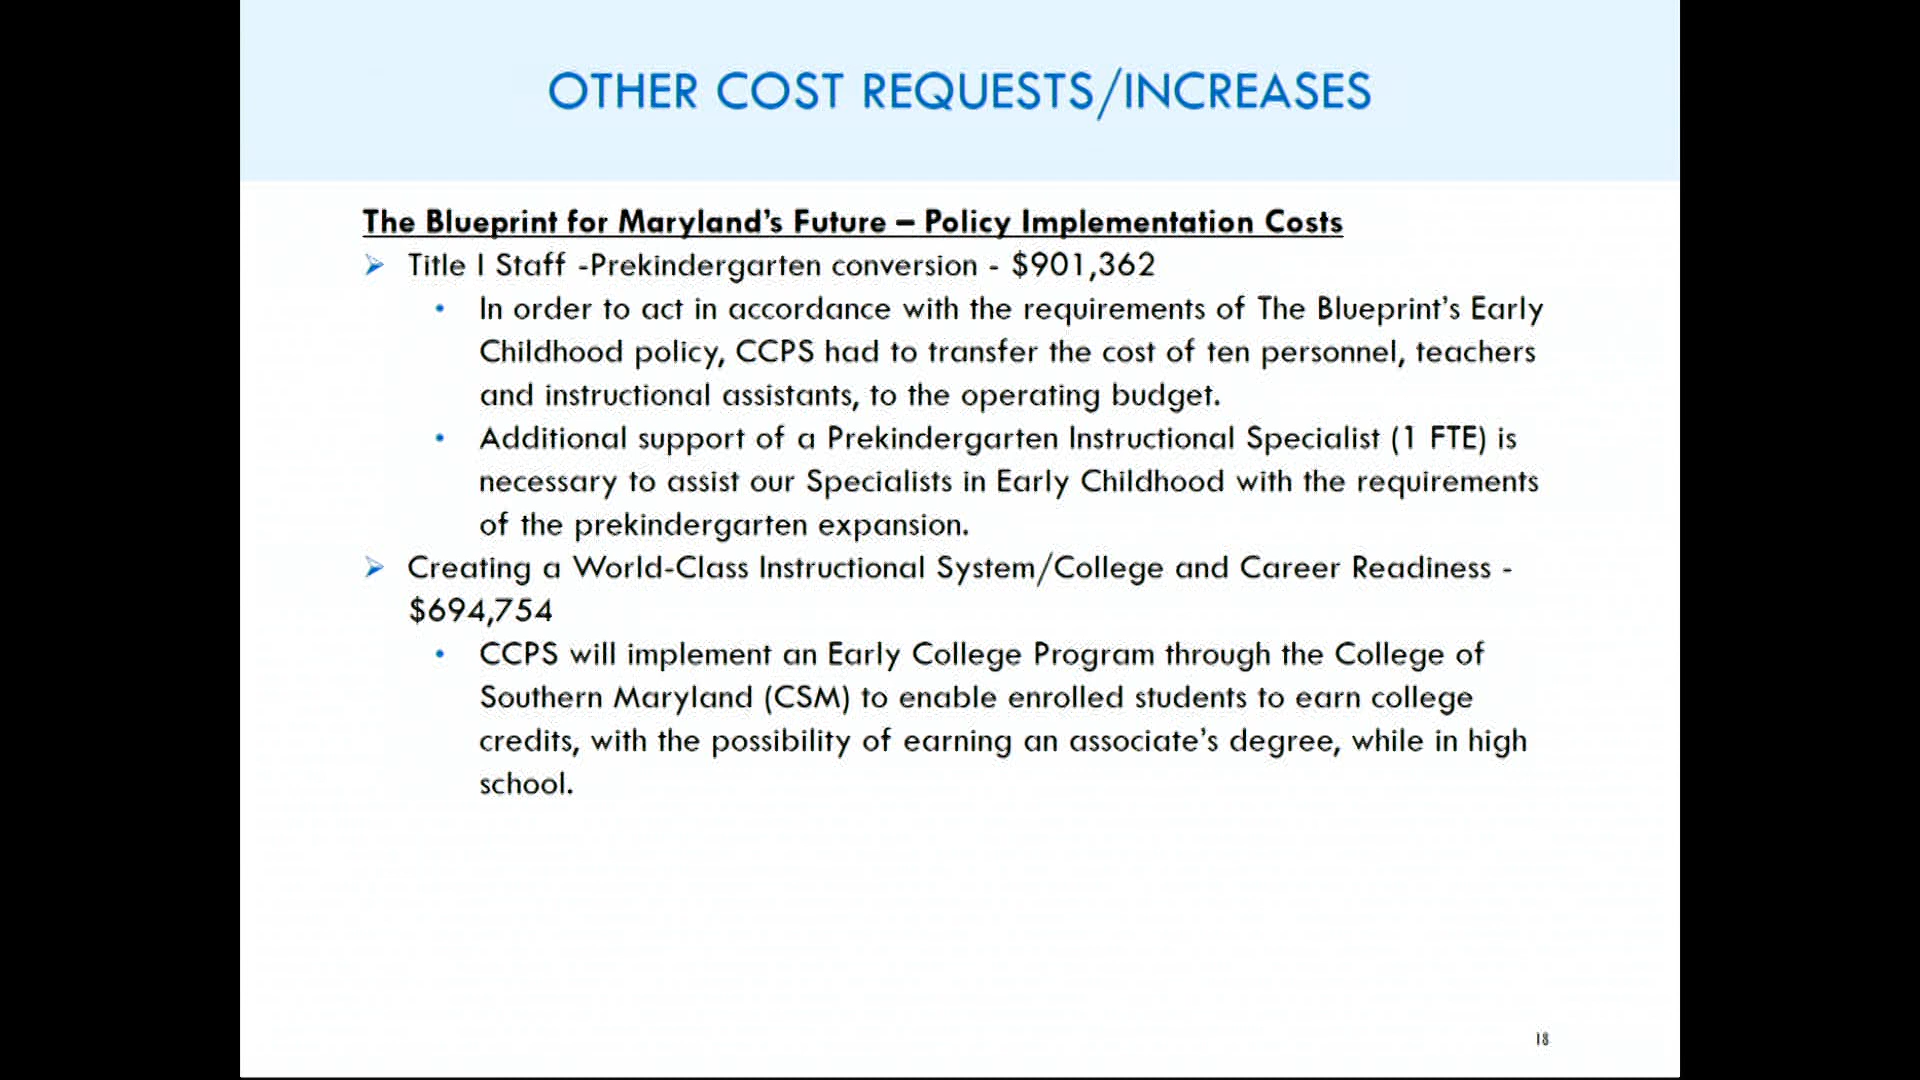 OTHER COST REQUESTS/INCREASES
The Blueprint for Maryland's Future – Policy Implementation Costs
➢ Title I Staff -Prekindergarten conversion - $901,362
• In order to act in accordance with the requirements of The Blueprint's Early
Childhood policy, CCPS had to transfer the cost of ten personnel, teachers
and instructional assistants, to the operating budget.
• Additional support of a Prekindergarten Instructional Specialist (1 FTE) is
necessary to assist our Specialists in Early Childhood with the requirements
of the prekindergarten expansion.
➢ Creating a World-Class Instructional System/College and Career Readiness -
$694,754
• CCPS will implement an Early College Program through the College of
Southern Maryland (CSM) to enable enrolled students to earn college
credits, with the possibility of earning an associate's degree, while in high
school.
18